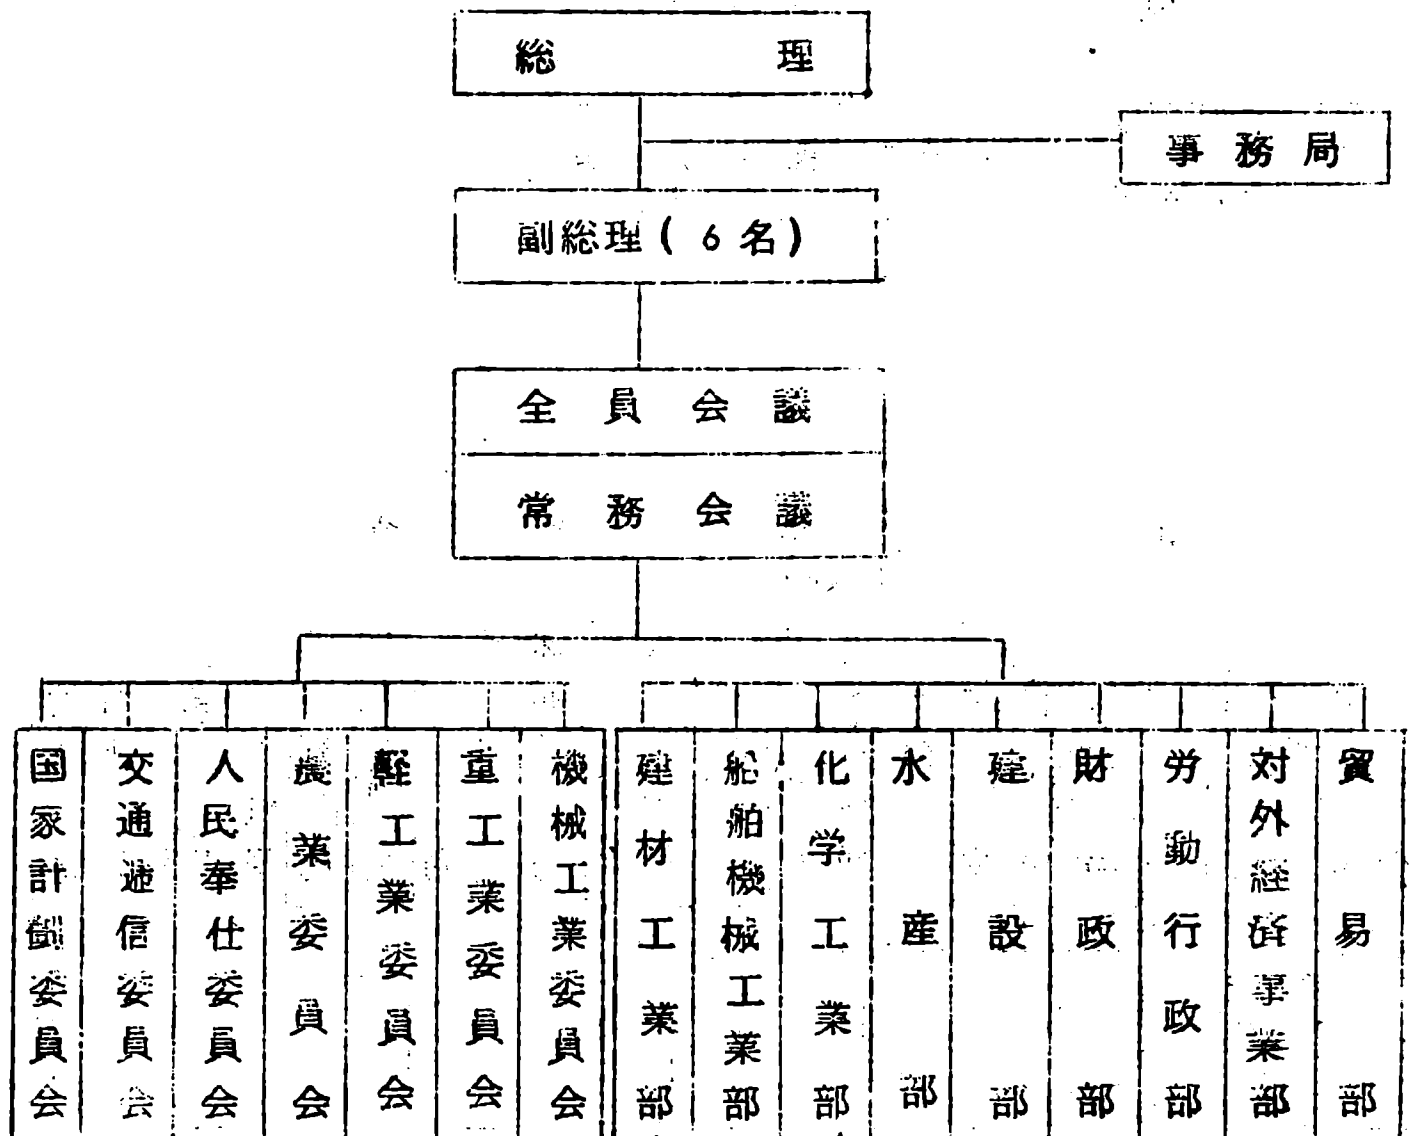 総理
事務局
副総理(6名)
全員会議
常務会議
国家計劃委員会
交通逓信委員会
人民奉仕委員会
農業委員会
軽工業委員会
重工業委員会
機械工業委員会
建材工業部
船舶機械工業部
化学工業部
水産部
建設部
財政部
労動行政部
対外経済事業部
貿易部